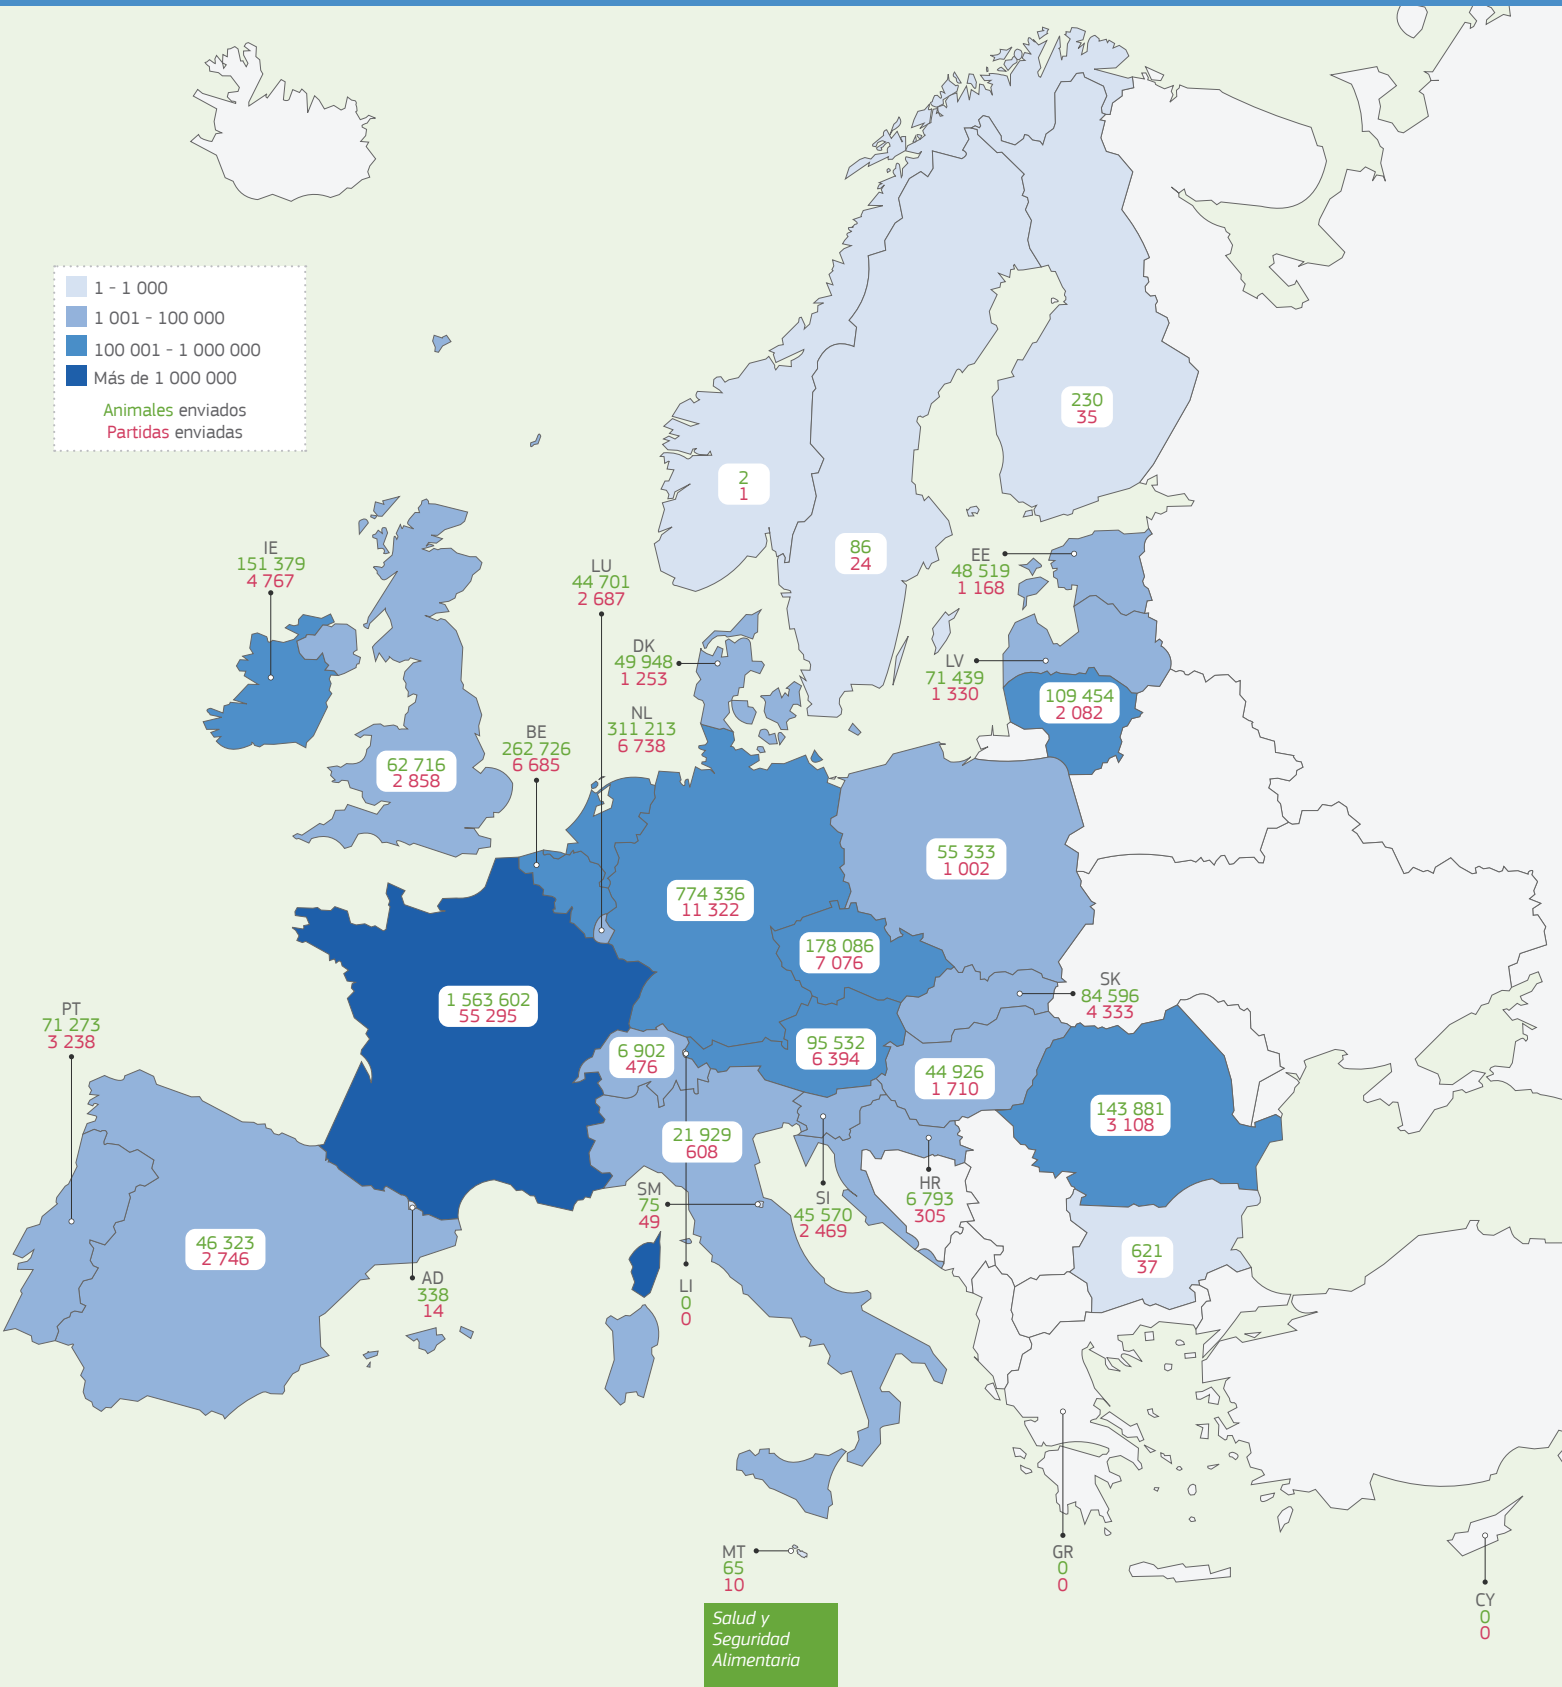 1 - 1 000
1 001 - 100 000
100 001 - 1 000 000
Más de 1 000 000
Animales enviados
Partidas enviadas
230
35
2
1
86
24
IE
151 379
4 767
LU
44 701
2 687
EE
48 519
1 168
DK
49 948
1 253
LV
71 439
1 330
109 454
2 082
NL
311 213
6 738
BE
262 726
6 685
62 716
2 858
55 333
1 002
774 336
11 322
178 086
7 076
SK
84 596
4 333
1 563 602
55 295
PT
71 273
3 238
6 902
476
95 532
6 394
44 926
1 710
143 881
3 108
21 929
608
SM
75
49
SI
45 570
2 469
HR
6 793
305
46 323
2 746
621
37
AD
338
14
LI
0
0
MT
65
10
GR
0
0
CY
0
0
Salud y
Seguridad
Alimentaria